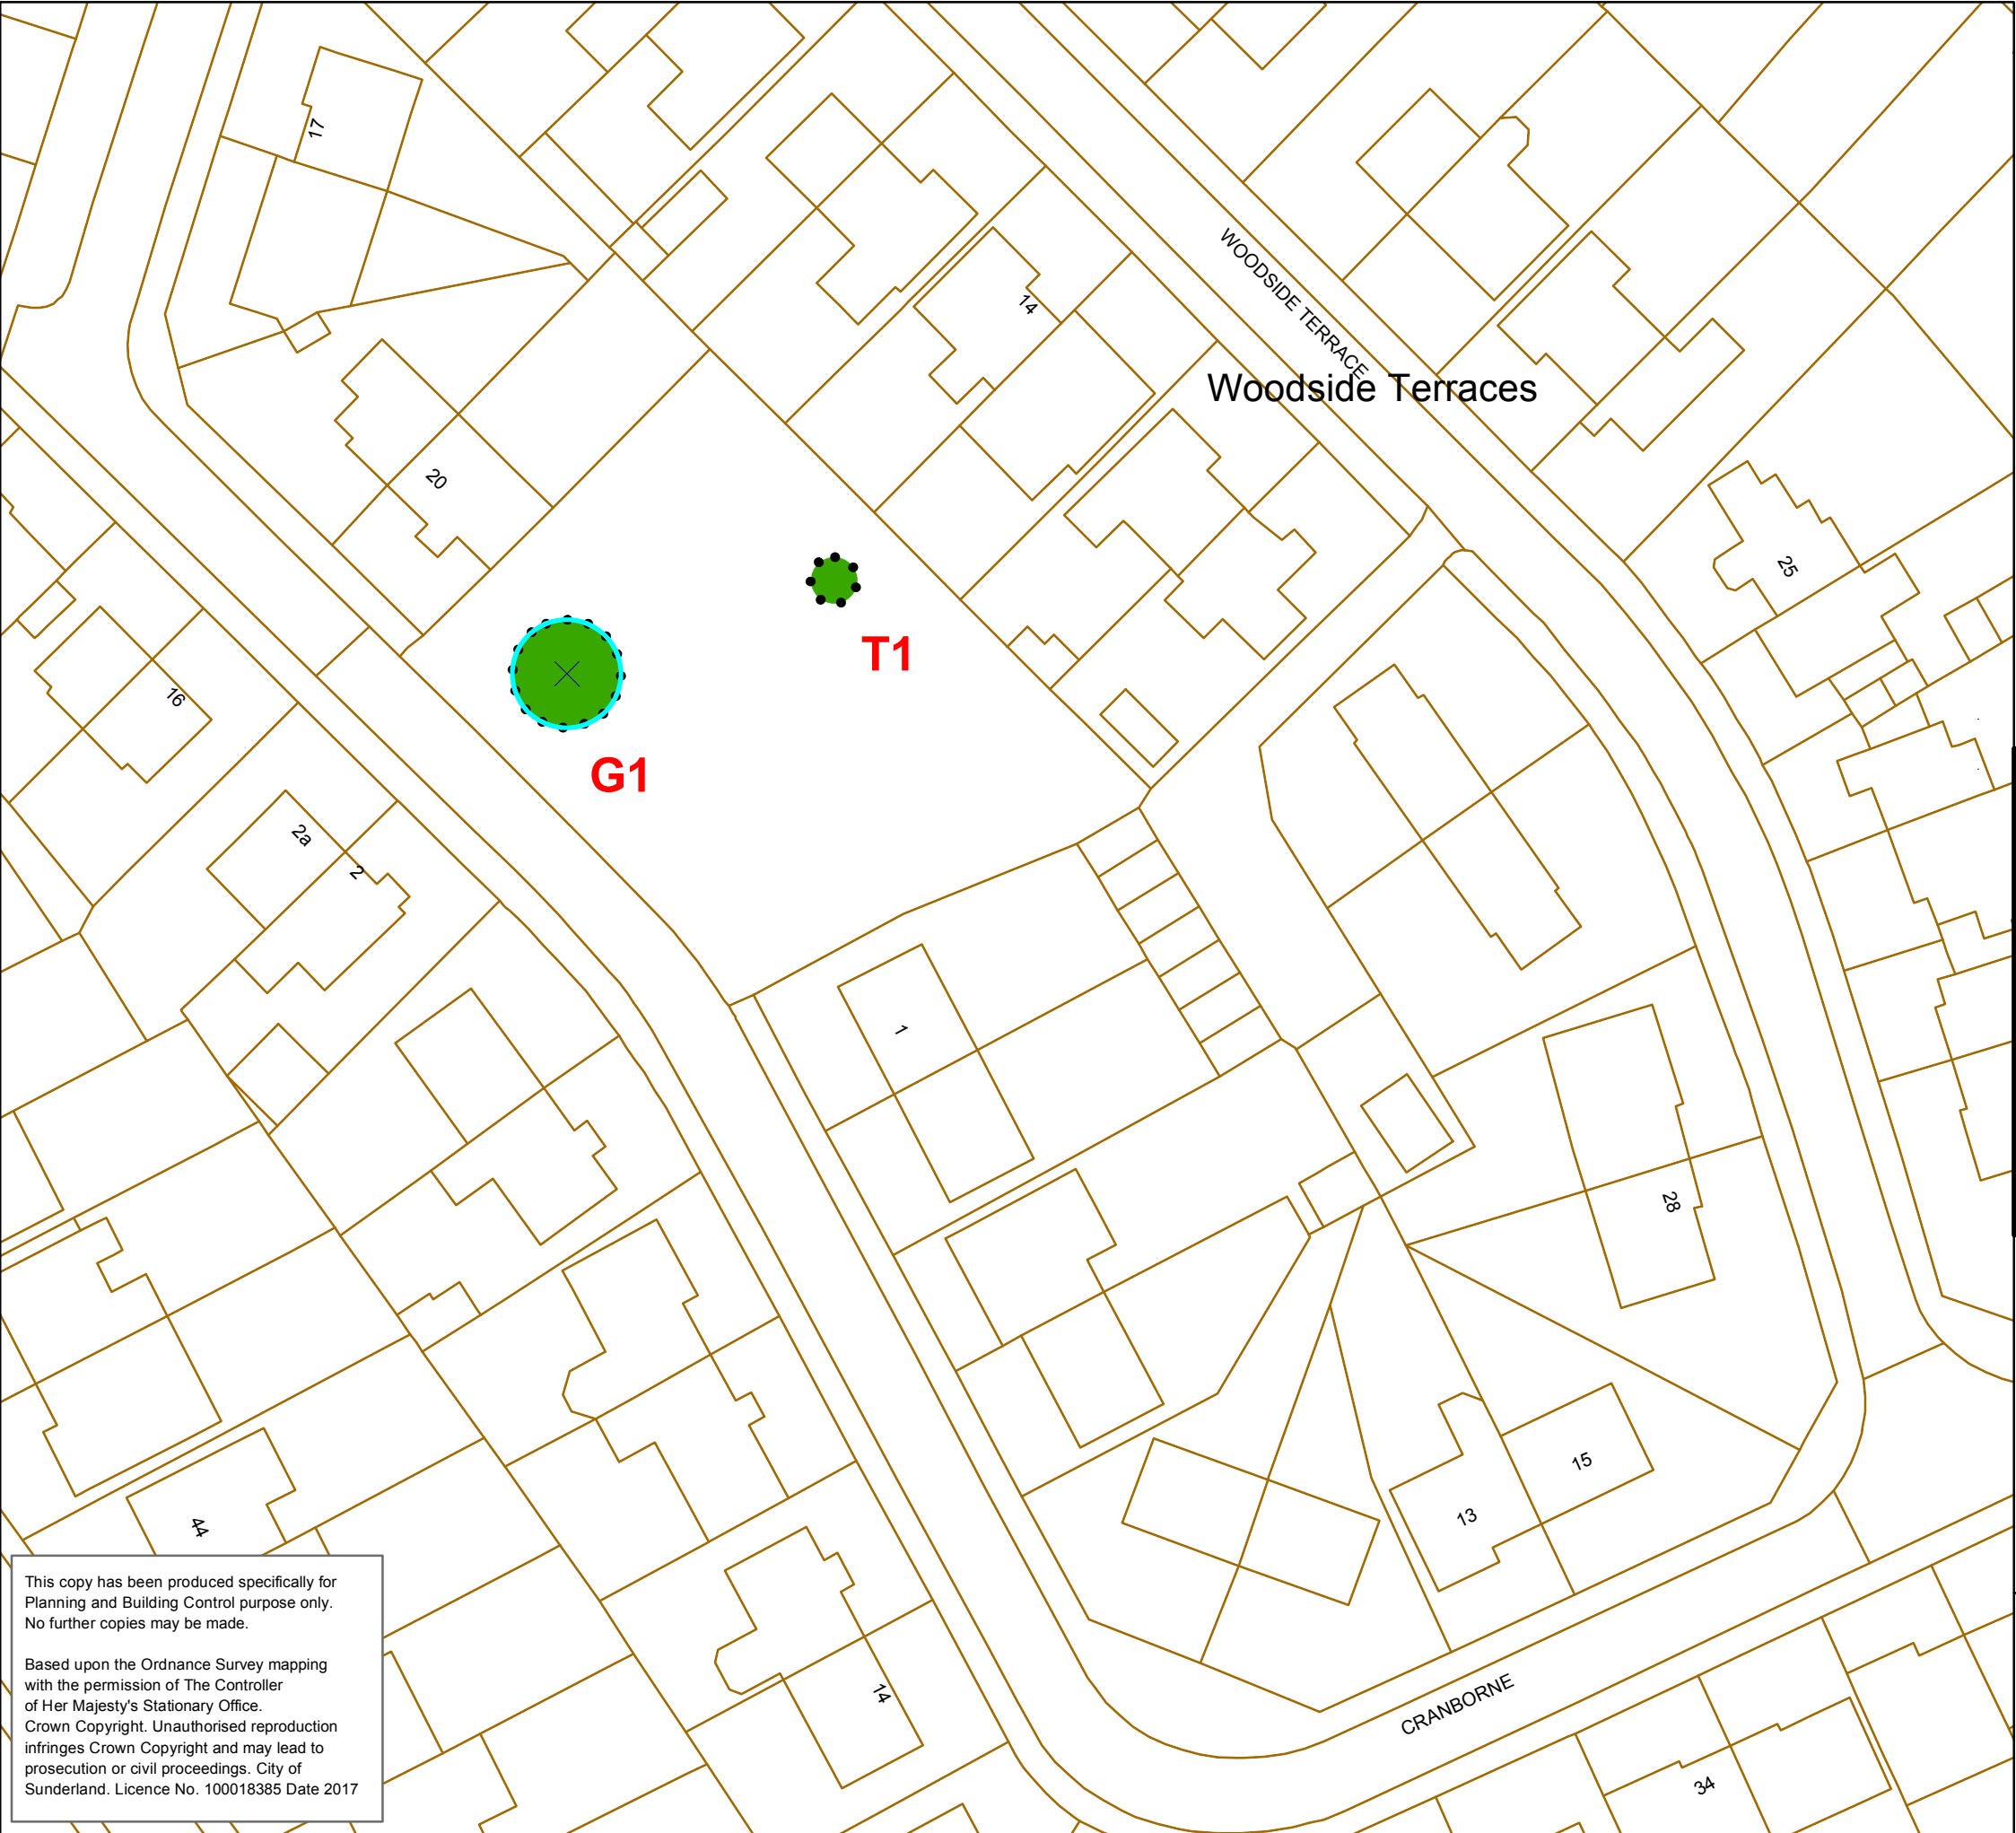 17
14
WOODSIDE TERRACE
Woodside Terraces
20
25
T1
16
G1
2a
2
1
28
15
13
44
14
CRANBORNE
34
This copy has been produced specifically for
Planning and Building Control purpose only.
No further copies may be made.
Based upon the Ordnance Survey mapping
with the permission of The Controller
of Her Majesty's Stationary Office.
Crown Copyright. Unauthorised reproduction
infringes Crown Copyright and may lead to
prosecution or civil proceedings. City of
Sunderland. Licence No. 100018385 Date 2017